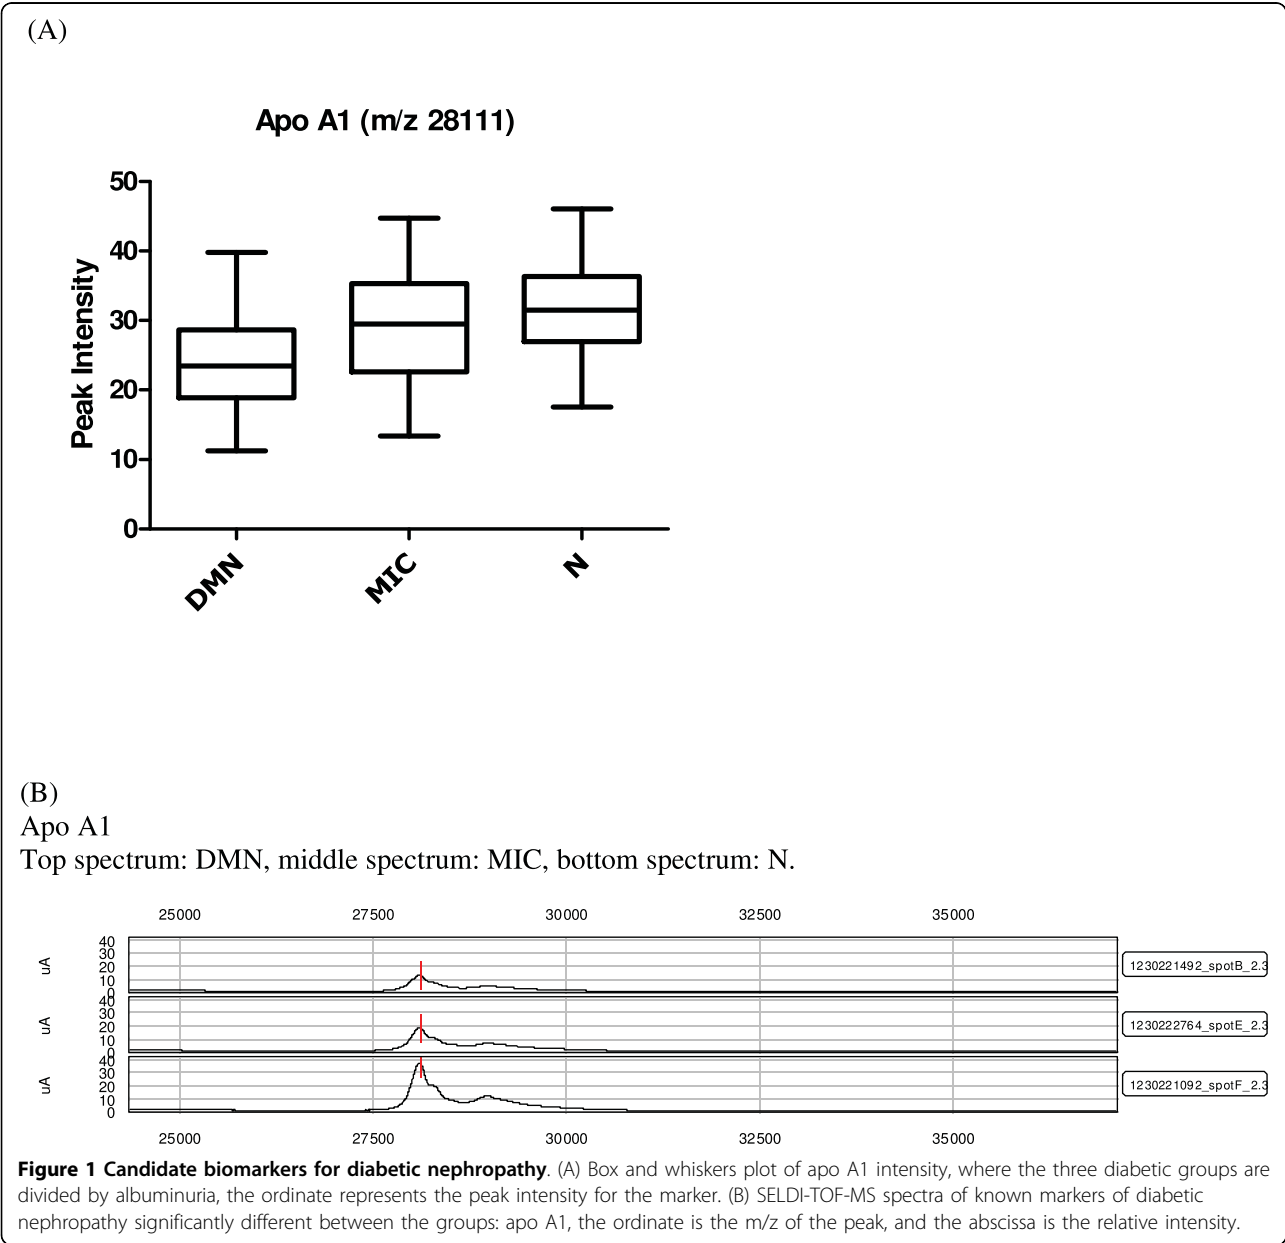 (A)
Apo A1 (m/z 28111)
50
40
30
20
10
0
Peak Intensity
DMN
MIC
N
(B)
Apo A1
Top spectrum: DMN, middle spectrum: MIC, bottom spectrum: N.
25000 27500 30000 32500 35000
40
30
20
10
0
uA
1230221492_spotB_2.3
40
30
20
10
0
uA
1230222764_spotE_2.3
40
30
20
10
0
uA
1230221092_spotF_2.3
25000 27500 30000 32500 35000
Figure 1 Candidate biomarkers for diabetic nephropathy. (A) Box and whiskers plot of apo A1 intensity, where the three diabetic groups are
divided by albuminuria, the ordinate represents the peak intensity for the marker. (B) SELDI-TOF-MS spectra of known markers of diabetic
nephropathy significantly different between the groups: apo A1, the ordinate is the m/z of the peak, and the abscissa is the relative intensity.